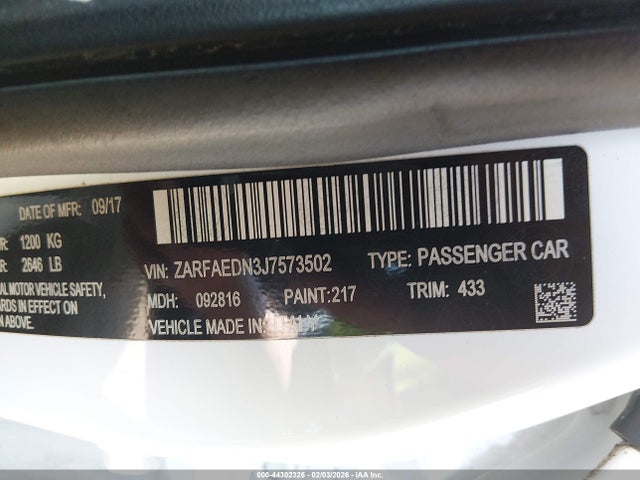 DATE OF MFR: 09/17
R: 1200 KG
R: 2646 LB
AL MOTOR VEHICLE SAFETY,
ARDS IN EFFECT ON
N ABOVE.
VIN: ZARFAEDN3J7573502 TYPE: PASSENGER CAR
MDH: 092816 PAINT:217 TRIM: 433
VEHICLE MADE IN: ITALY
000-44302326 - 02/03/2026 - IAA Inc.